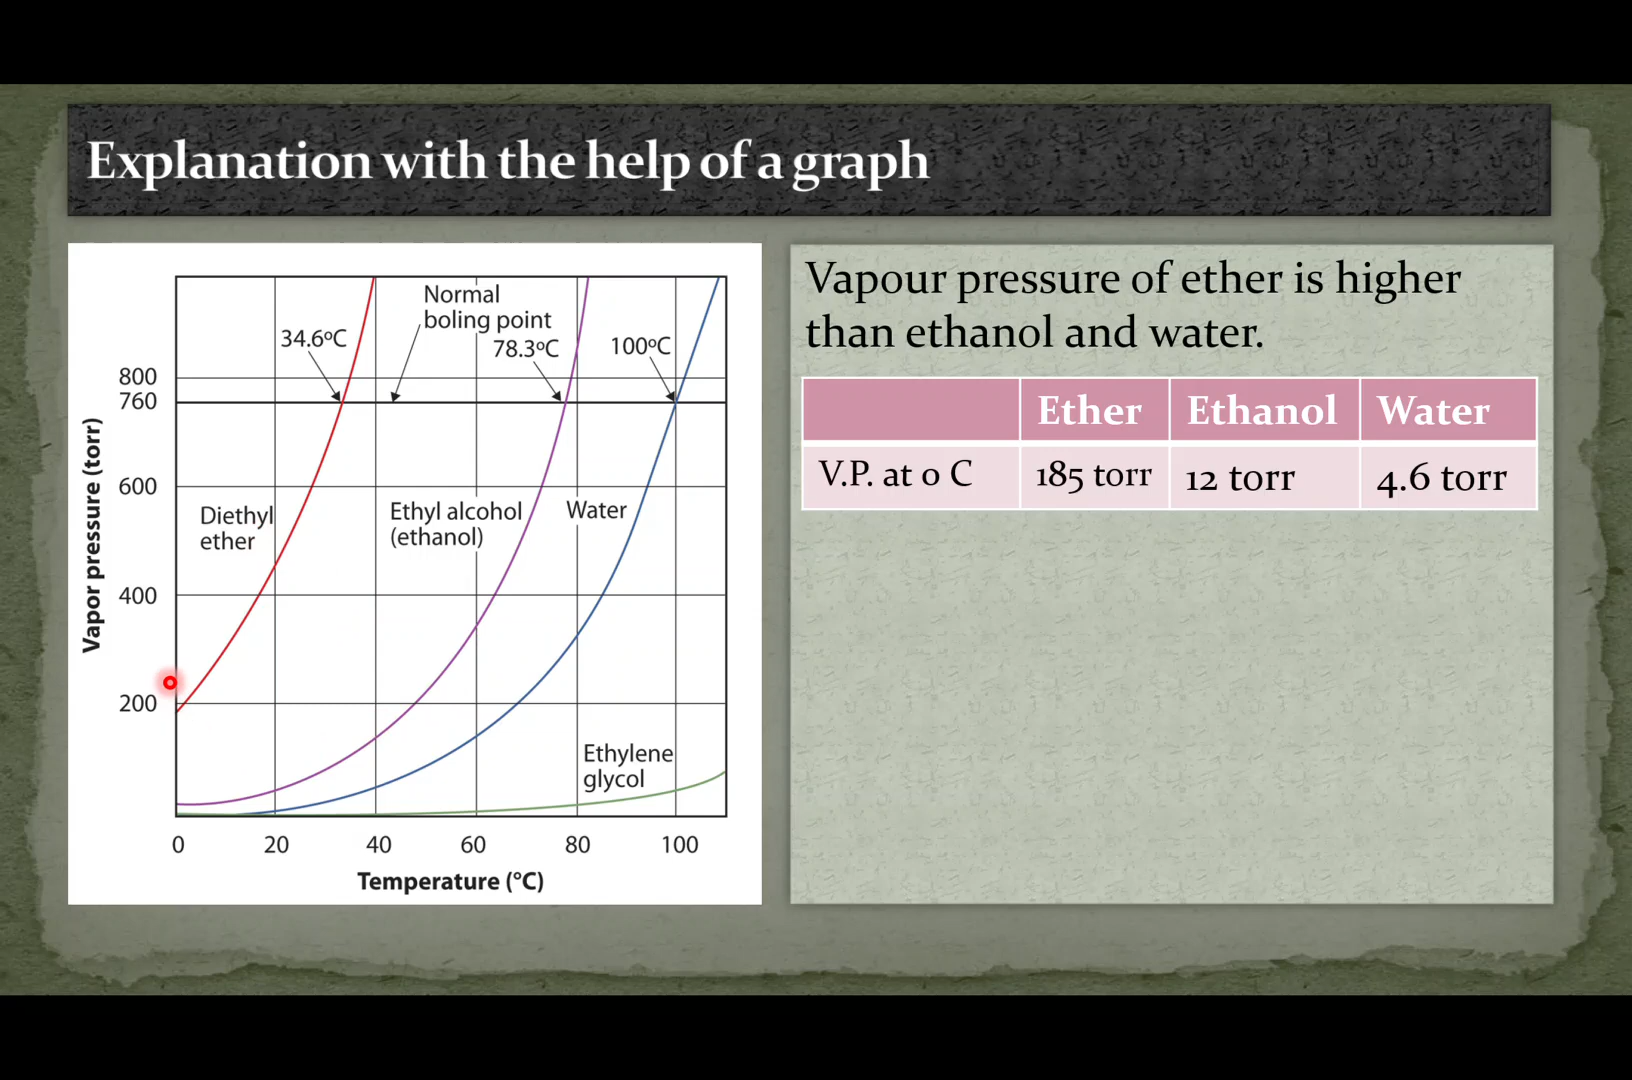 Explanation with the help of a graph
Normal
boling point
34.6ºC
78.3ºC
100ºC
800
760
600
400
200
Vapor pressure (torr)
Diethyl
ether
Ethyl alcohol
(ethanol)
Water
Ethylene
glycol
0 20 40 60 80 100
Temperature (°C)
Vapour pressure of ether is higher
than ethanol and water.
Ether Ethanol Water
V.P. at 0 C 185 torr 12 torr 4.6 torr